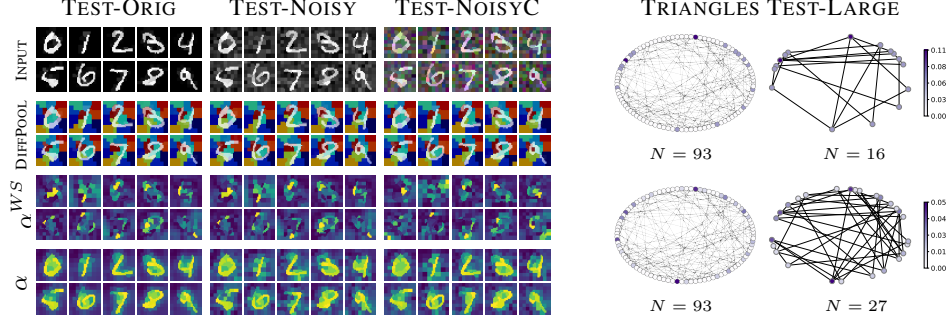 TEST-ORIG TEST-NOISY TEST-NOISYC TRIANGLES TEST-LARGE
INPUT
DIFFPOOL
α^WS
α
0.11
0.08
0.06
0.03
0.00
N = 93 N = 16
0.05
0.04
0.03
0.01
0.00
N = 93 N = 27